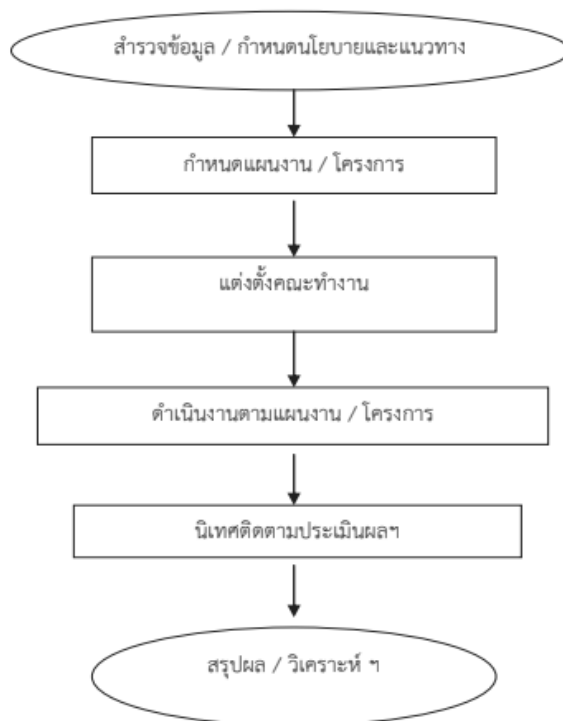 สำรวจข้อมูล / กำหนดนโยบายและแนวทาง
กำหนดแผนงาน / โครงการ
แต่งตั้งคณะทำงาน
ดำเนินงานตามแผนงาน / โครงการ
นิเทศติดตามประเมินผลฯ
สรุปผล / วิเคราะห์ ฯ